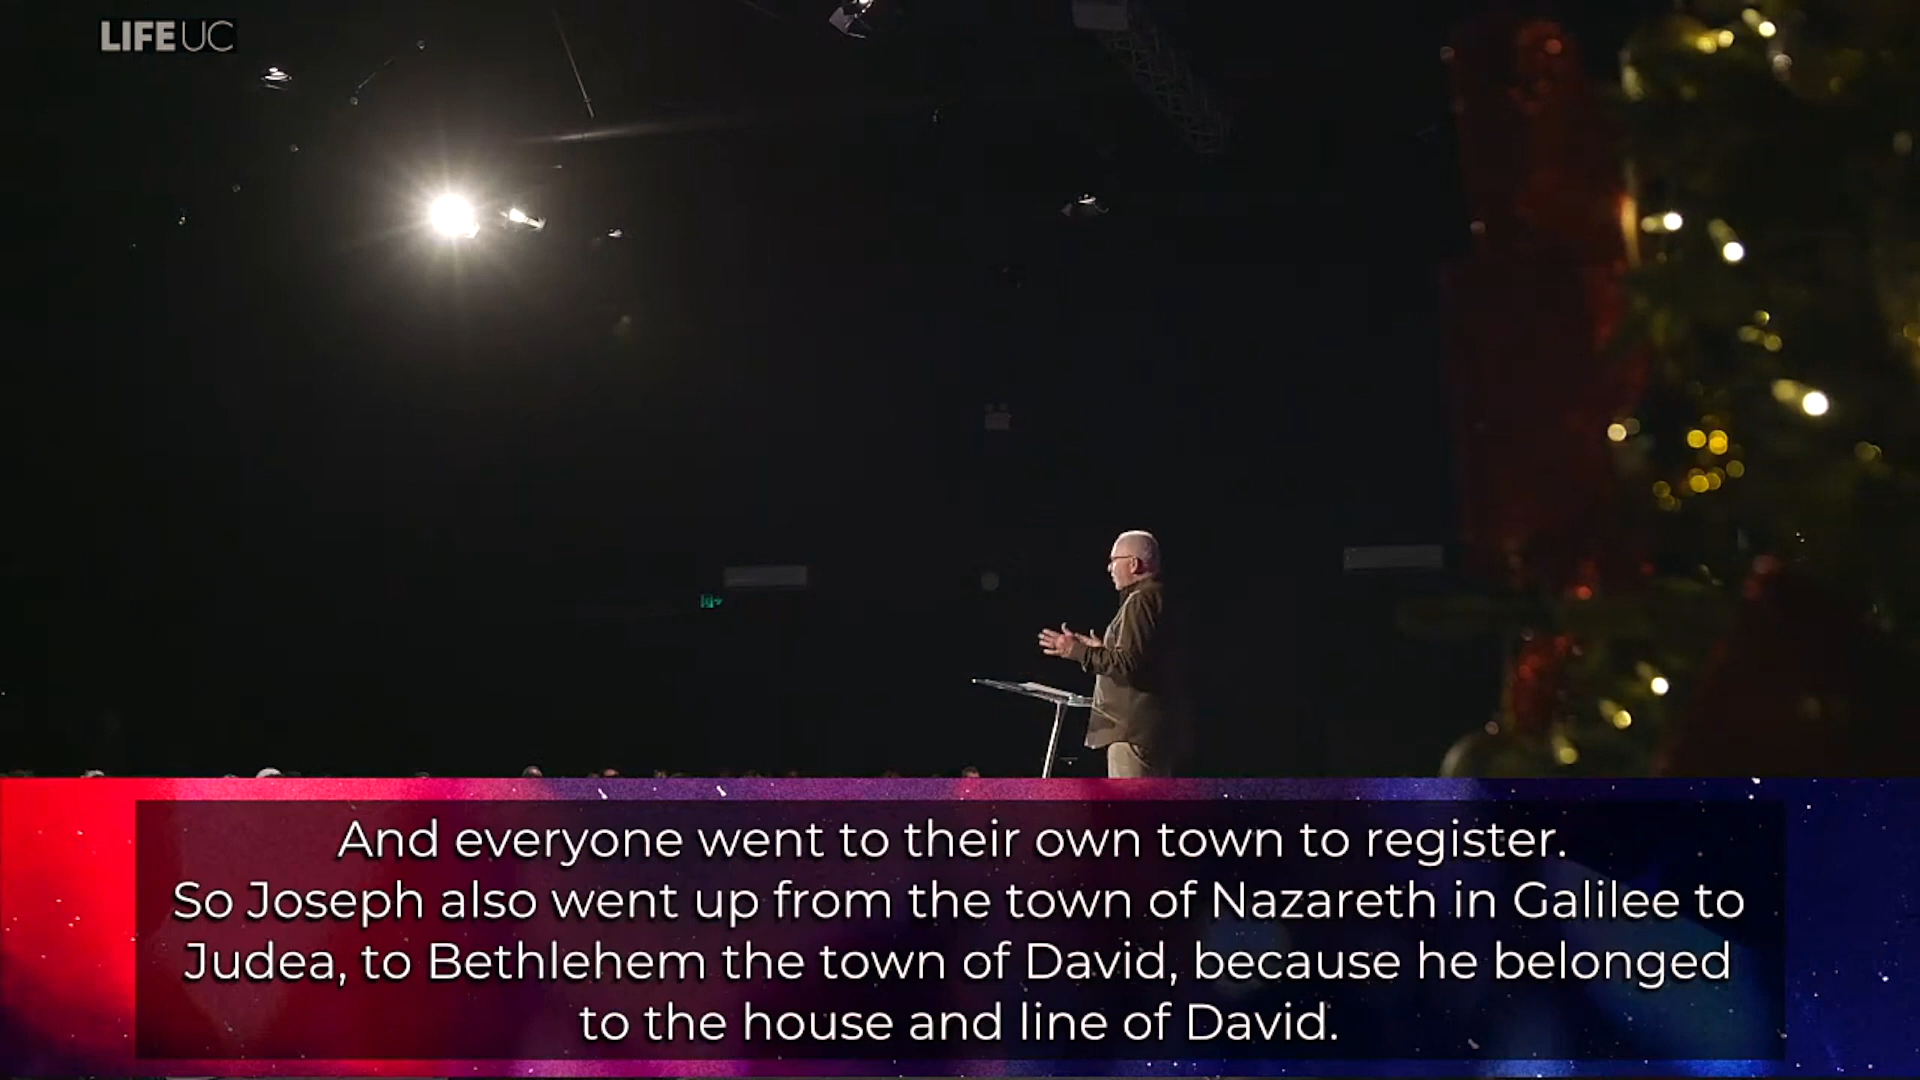 LIFEUC
And everyone went to their own town to register.
So Joseph also went up from the town of Nazareth in Galilee to
Judea, to Bethlehem the town of David, because he belonged
to the house and line of David.